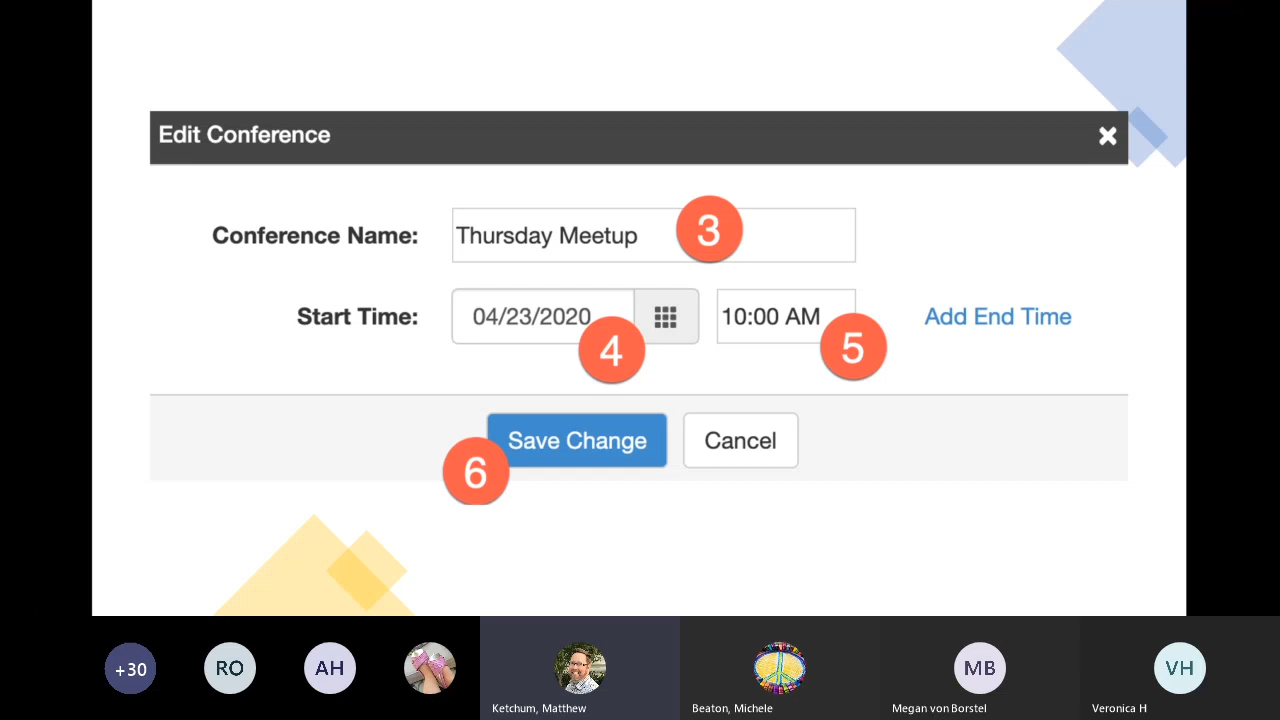 Edit Conference
Conference Name: Thursday Meetup 3
Start Time: 04/23/2020 10:00 AM Add End Time
4 5
Save Change Cancel
6
+30 RO AH MB VH
Ketchum, Matthew Beaton, Michele Megan von Borstel Veronica H